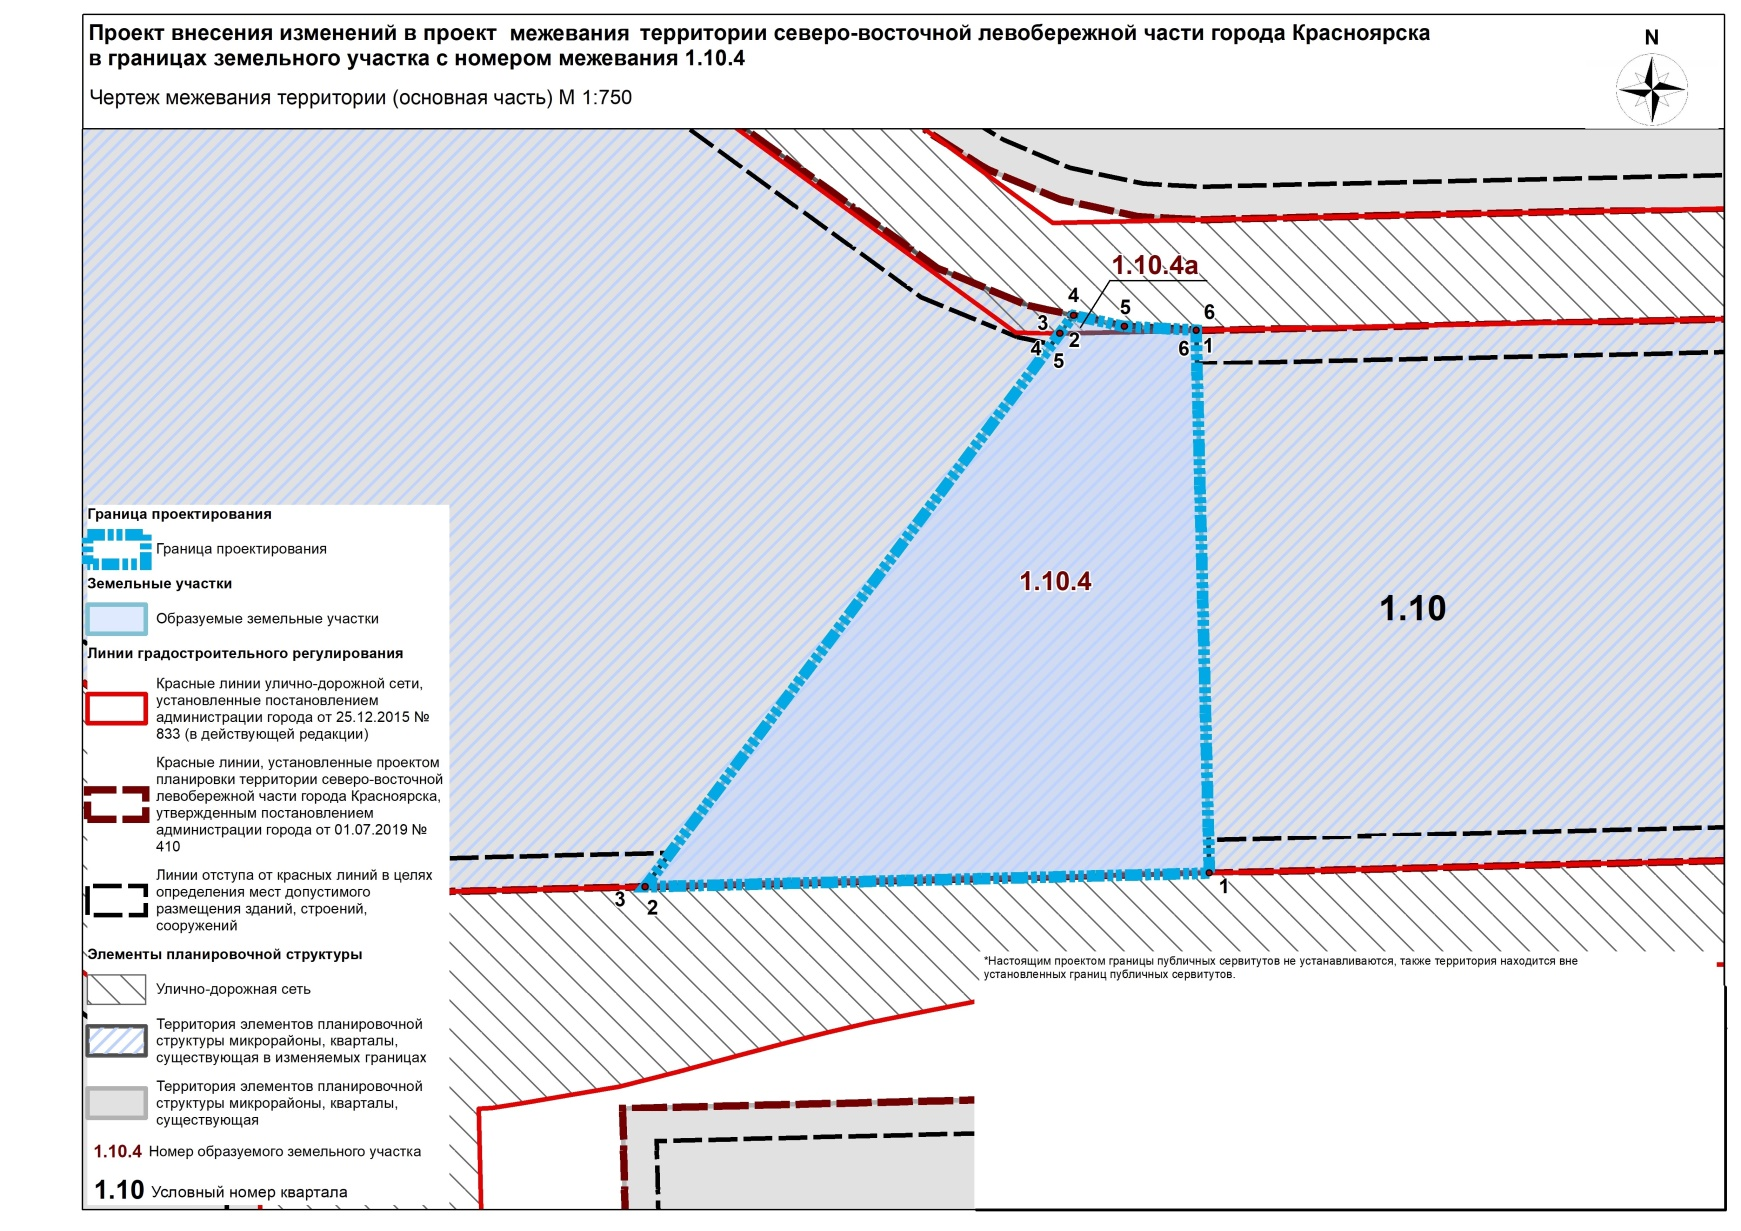 Проект внесения изменений в проект межевания территории северо-восточной левобережной части города Красноярска
в границах земельного участка с номером межевания 1.10.4
Чертеж межевания территории (основная часть) М 1:750
N
1.10.4а
4
5
6
3
2
4
5
6
1
1.10.4
1.10
3
2
1
Граница проектирования
Граница проектирования
Земельные участки
Образуемые земельные участки
Линии градостроительного регулирования
Красные линии улично-дорожной сети,
установленные постановлением
администрации города от 25.12.2015 №
833 (в действующей редакции)
Красные линии, установленные проектом
планировки территории северо-восточной
левобережной части города Красноярска,
утвержденным постановлением
администрации города от 01.07.2019 №
410
Линии отступа от красных линий в целях
определения мест допустимого
размещения зданий, строений,
сооружений
Элементы планировочной структуры
Улично-дорожная сеть
Территория элементов планировочной
структуры микрорайоны, кварталы,
существующая в изменяемых границах
Территория элементов планировочной
структуры микрорайоны, кварталы,
существующая
1.10.4 Номер образуемого земельного участка
1.10 Условный номер квартала
*Настоящим проектом границы публичных сервитутов не устанавливаются, также территория находится вне
установленных границ публичных сервитутов.